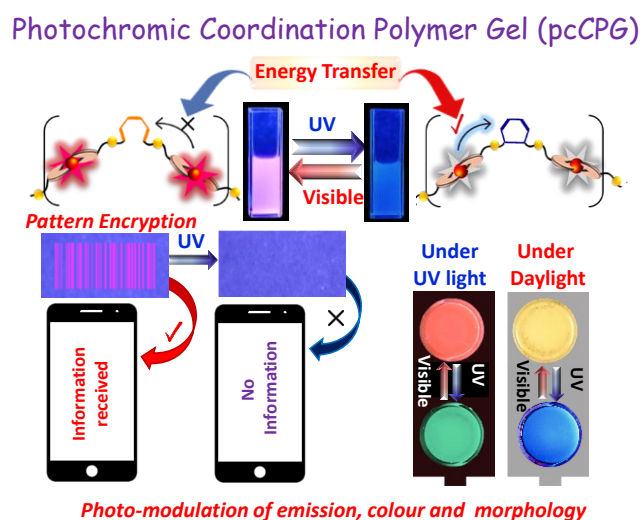 Photochromic Coordination Polymer Gel (pcCPG)
Energy Transfer
UV
Visible
Pattern Encryption
UV
Information
received
No
Information
Under
UV light
Under
Daylight
Visible
UV
Visible
UV
Photo-modulation of emission, colour and morphology